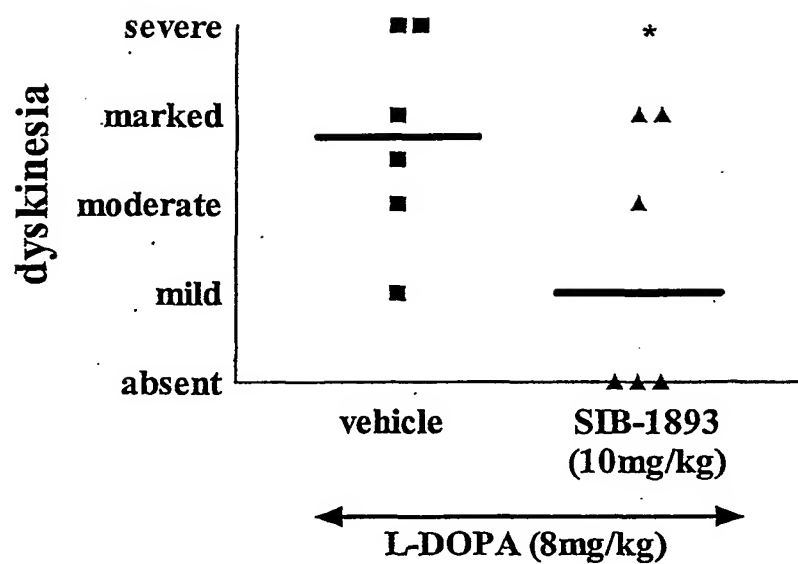 severe
*
marked
moderate
mild
absent
dyskinesia
vehicle
SIB-1893
(10mg/kg)
L-DOPA (8mg/kg)